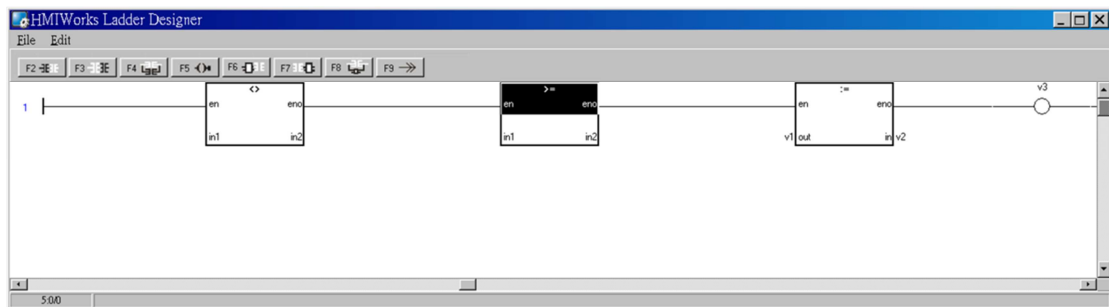 HMIWorks Ladder Designer
File Edit
F2 F3 F4 F5 F6 F7 F8 F9
<> >= := v3
1 en eno en eno en eno
in1 in2 in1 in2 v1 out in v2
5:0/0